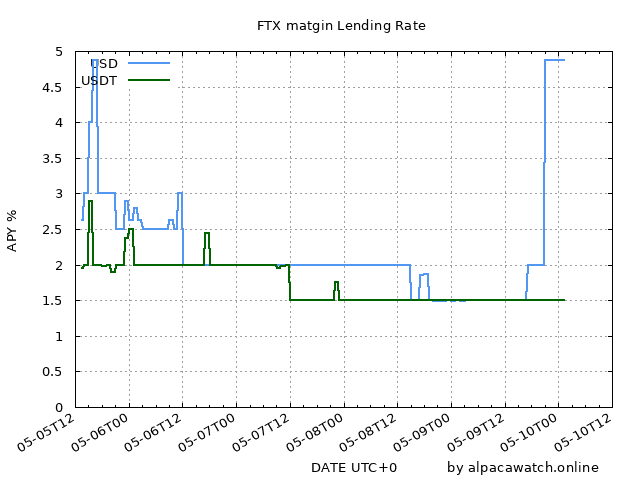 FTX matgin Lending Rate
USD
USDT
5
4.5
4
3.5
3
2.5
2
1.5
1
0.5
0
APY %
05-05T12
05-06T00
05-06T12
05-07T00
05-07T12
05-08T00
05-08T12
05-09T00
05-09T12
05-10T00
05-10T12
DATE UTC+0
by alpacawatch.online